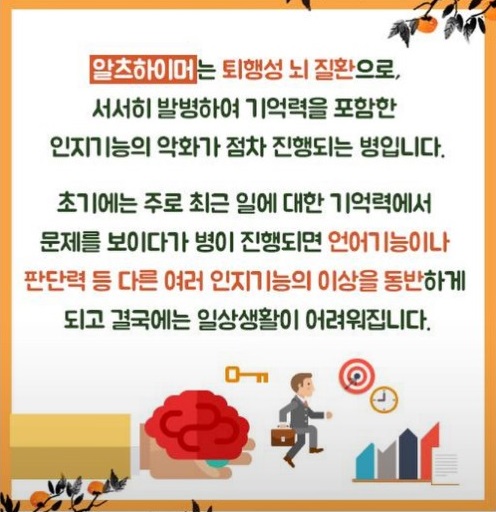 알츠하이머는 퇴행성 뇌 질환으로,
서서히 발병하여 기억력을 포함한
인지기능의 악화가 점차 진행되는 병입니다.
초기에는 주로 최근 일에 대한 기억력에서
문제를 보이다가 병이 진행되면 언어기능이나
판단력 등 다른 여러 인지기능의 이상을 동반하게
되고 결국에는 일상생활이 어려워집니다.